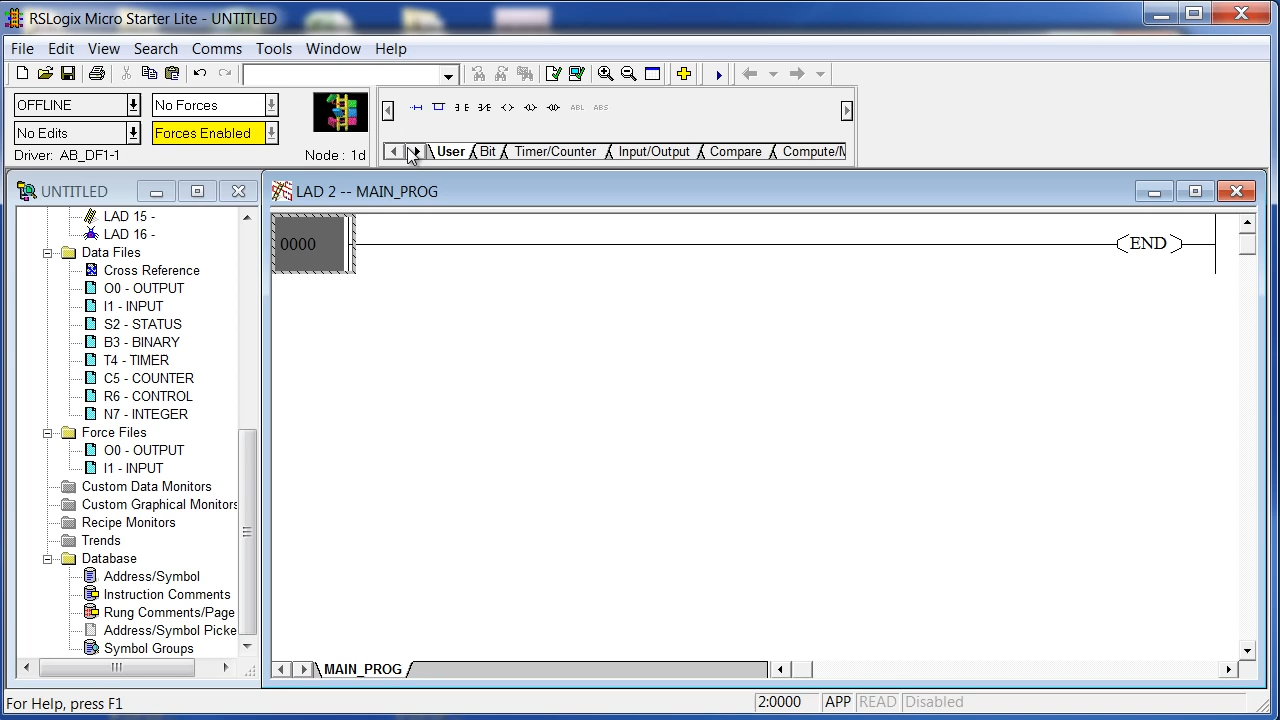 RSLogix Micro Starter Lite - UNTITLED
File Edit View Search Comms Tools Window Help
OFFLINE No Forces
No Edits Forces Enabled
Driver: AB_DF1-1 Node : 1d
ABL ABS
User Bit Timer/Counter Input/Output Compare Compute/M
UNTITLED
LAD 15 -
LAD 16 -
Data Files
Cross Reference
O0 - OUTPUT
I1 - INPUT
S2 - STATUS
B3 - BINARY
T4 - TIMER
C5 - COUNTER
R6 - CONTROL
N7 - INTEGER
Force Files
O0 - OUTPUT
I1 - INPUT
Custom Data Monitors
Custom Graphical Monitors
Recipe Monitors
Trends
Database
Address/Symbol
Instruction Comments
Rung Comments/Page
Address/Symbol Picke
Symbol Groups
LAD 2 -- MAIN_PROG
0000 END
MAIN_PROG
For Help, press F1 2:0000 APP READ Disabled